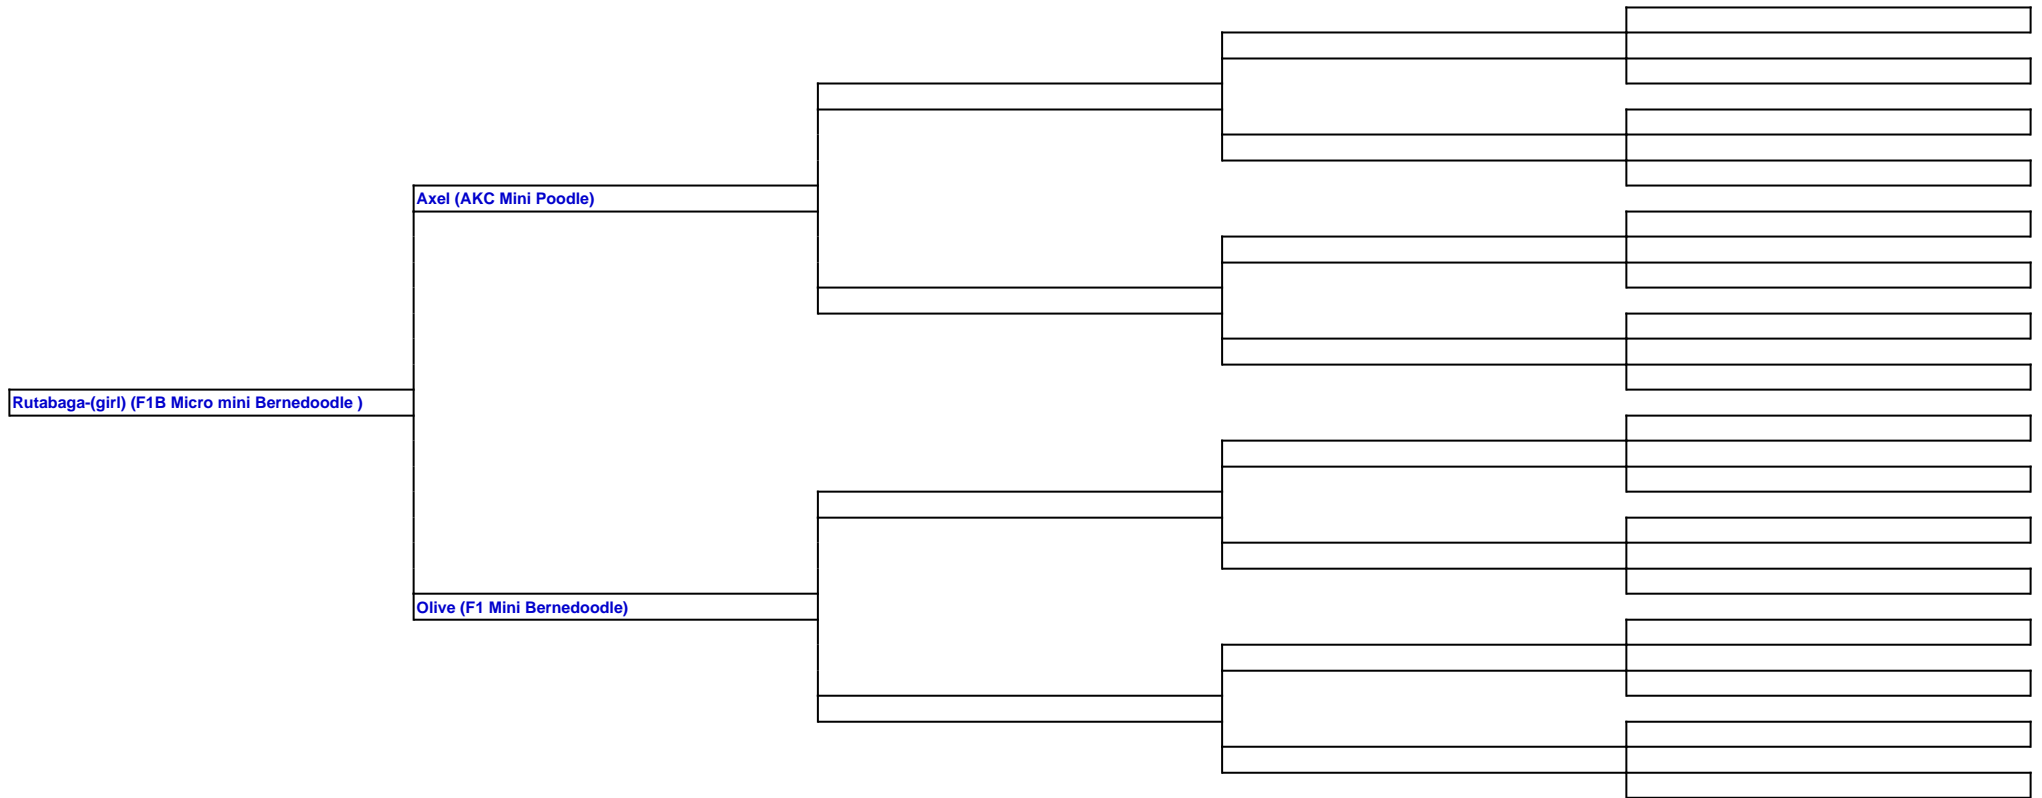 Axel (AKC Mini Poodle)
Rutabaga-(girl) (F1B Micro mini Bernedoodle )
Olive (F1 Mini Bernedoodle)